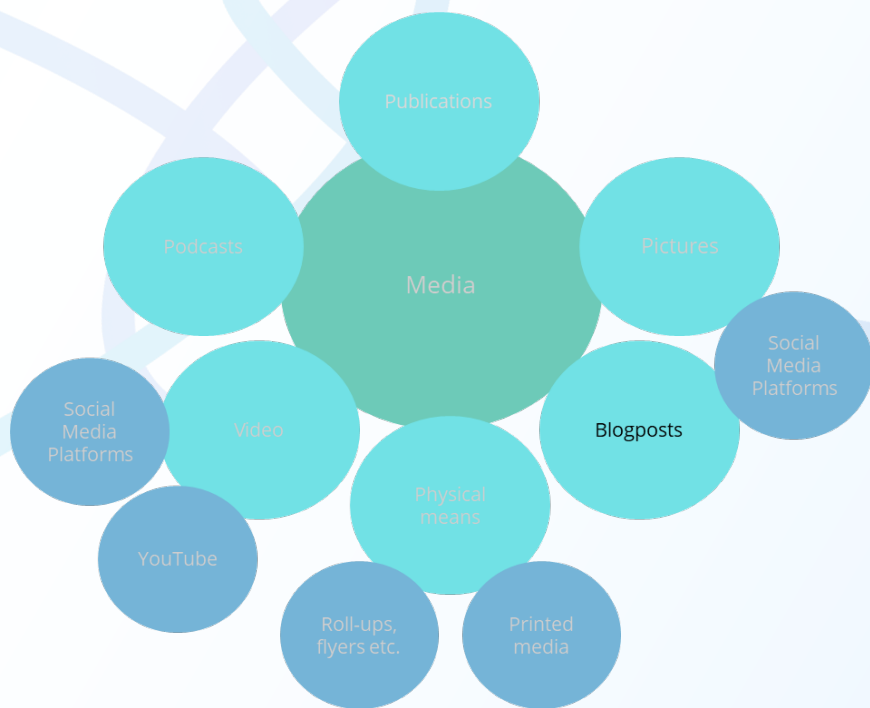 Publications
Podcasts
Pictures
Media
Social
Media
Platforms
Social
Media
Platforms
Video
Blogposts
Physical
means
YouTube
Roll-ups,
flyers etc.
Printed
media